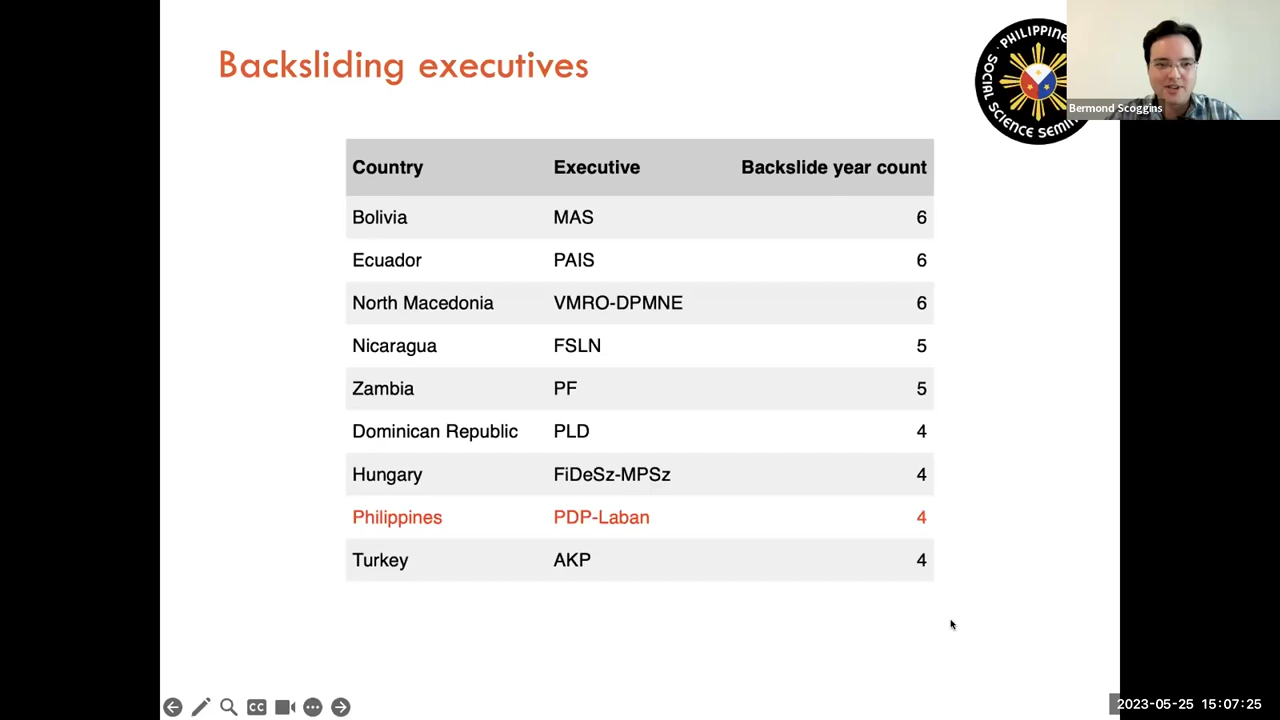 Backsliding executives
PHILIPPINE
SOCIAL SCIENCE
Bermond Scoggins
Country Executive Backslide year count
Bolivia MAS 6
Ecuador PAIS 6
North Macedonia VMRO-DPMNE 6
Nicaragua FSLN 5
Zambia PF 5
Dominican Republic PLD 4
Hungary FiDeSz-MPSz 4
Philippines PDP-Laban 4
Turkey AKP 4
CC
2023-05-25 15:07:25